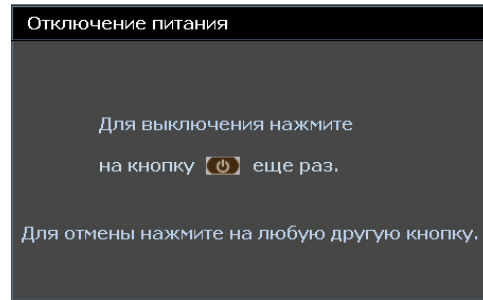 Отключение питания
Для выключения нажмите
на кнопку еще раз.
Для отмены нажмите на любую другую кнопку.